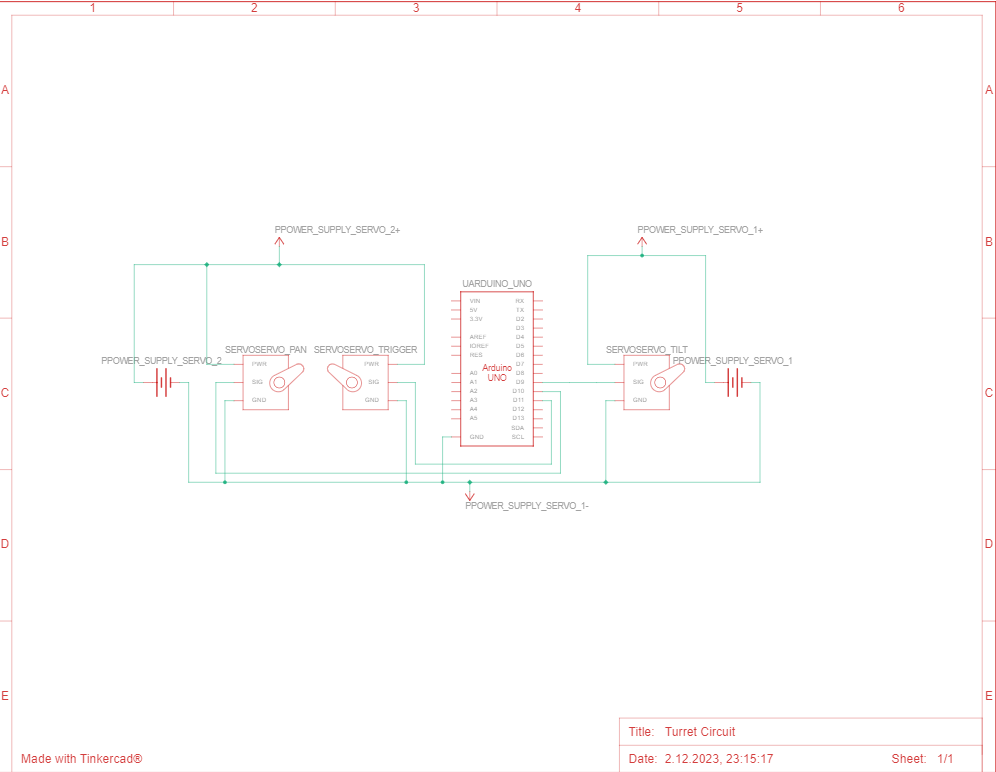 1 2 3 4 5 6
A A
B B
C C
D D
E E
PPOWER_SUPPLY_SERVO_2+
PPOWER_SUPPLY_SERVO_1+
UARDUINO_UNO
VIN RX
5V TX
3.3V D2
D3
AREF D4
IOREF D5
RES D6
D7
A0 D8
A1 D9
A2 D10
A3 D11
A4 D12
A5 D13
SDA
GND SCL
Arduino
UNO
SERVOSERVO_PAN
PWR
SIG
GND
SERVOSERVO_TRIGGER
PWR
SIG
GND
SERVOSERVO_TILT
PWR
SIG
GND
PPOWER_SUPPLY_SERVO_2
PPOWER_SUPPLY_SERVO_1
PPOWER_SUPPLY_SERVO_1-
Title: Turret Circuit
Made with Tinkercad®
Date: 2.12.2023, 23:15:17 Sheet: 1/1